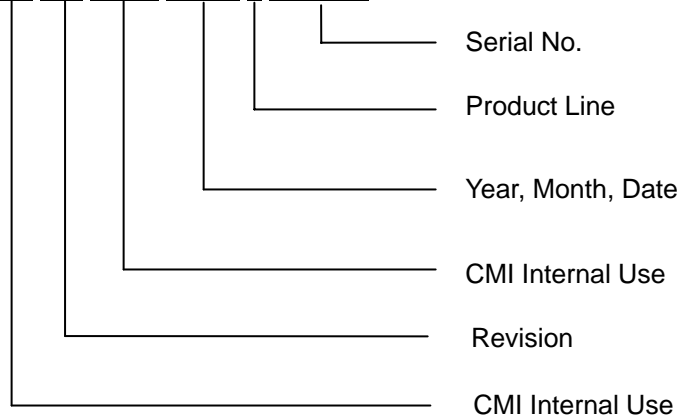 Serial No.
Product Line
Year, Month, Date
CMI Internal Use
Revision
CMI Internal Use